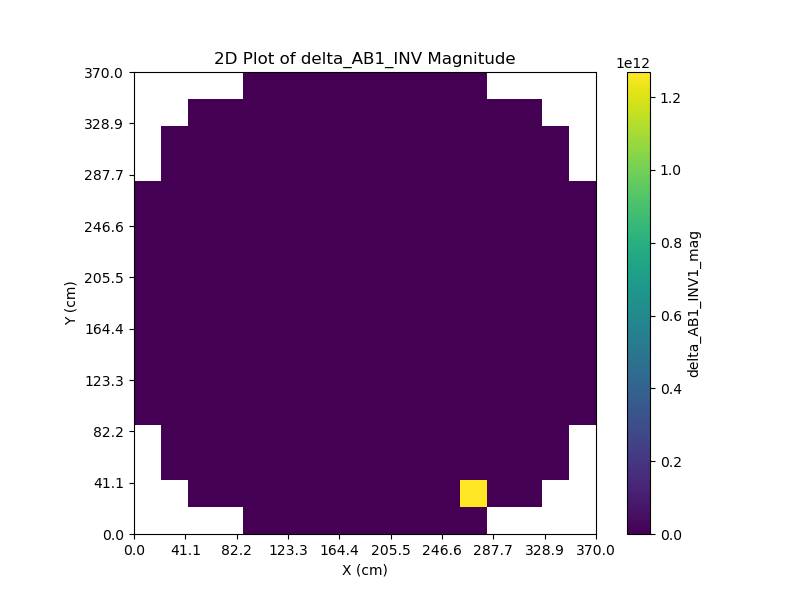 2D Plot of delta_AB1_INV Magnitude
1e12
370.0
328.9
287.7
246.6
205.5
164.4
123.3
82.2
41.1
0.0
Y (cm)
0.0 41.1 82.2 123.3 164.4 205.5 246.6 287.7 328.9 370.0
X (cm)
1.2
1.0
0.8
0.6
0.4
0.2
0.0
delta_AB1_INV1_mag